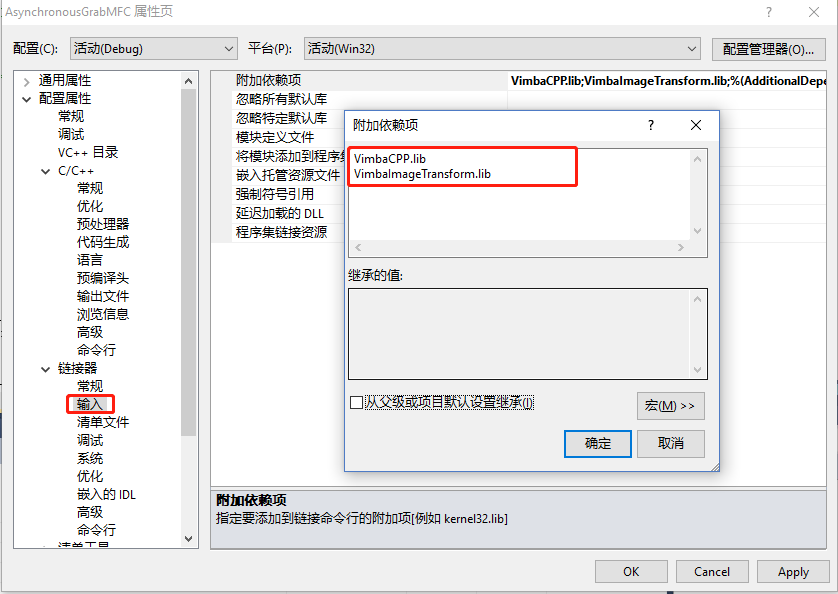 AsynchronousGrabMFC 属性页
配置(C): 活动(Debug) 平台(P): 活动(Win32) 配置管理器(O)...
通用属性
配置属性
常规
调试
VC++ 目录
C/C++
常规
优化
预处理器
代码生成
语言
预编译头
输出文件
浏览信息
高级
命令行
链接器
常规
输入
清单文件
调试
系统
优化
嵌入的 IDL
高级
命令行
清单工具
附加依赖项 VimbaCPP.lib;VimbaImageTransform.lib;%(AdditionalDepe
忽略所有默认库
忽略特定默认库
模块定义文件
将模块添加到程序集
嵌入托管资源文件
强制符号引用
延迟加载的 DLL
程序集链接资源
附加依赖项
VimbaCPP.lib
VimbaImageTransform.lib
继承的值:
从父级或项目默认设置继承(I)
宏(M) >>
确定
取消
附加依赖项
指定要添加到链接命令行的附加项[例如 kernel32.lib]
OK Cancel Apply